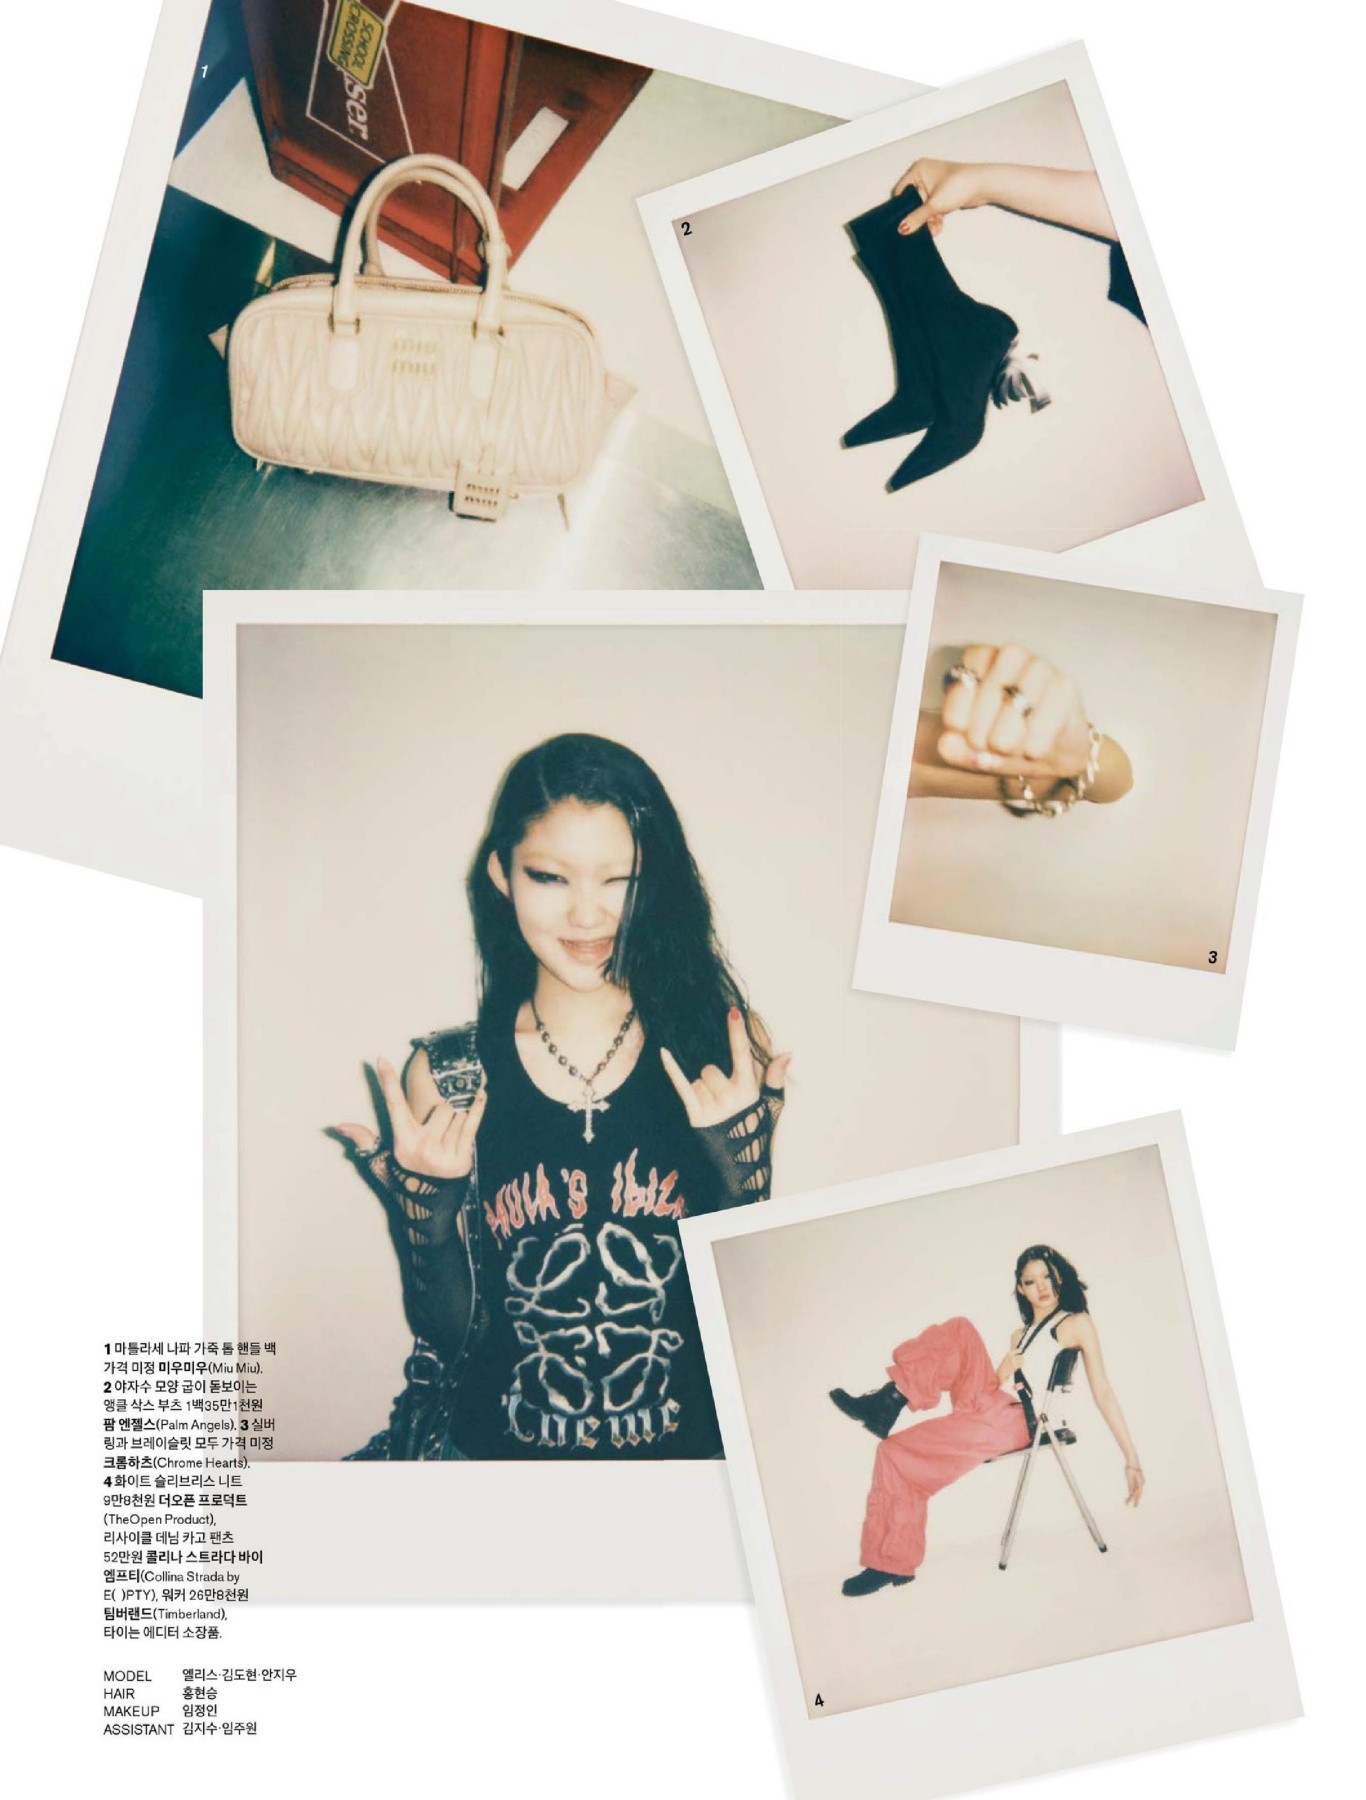 1
SCHOOL
CROSSING
miu
miu
miu
miu
2
3
PAULA'S IBIZA
Loewe
4
1 마틀라세 나파 가죽 톱 핸들 백
가격 미정 미우미우(Miu Miu).
2 야자수 모양 굽이 돋보이는
앵클 삭스 부츠 1백35만1천원
팜 엔젤스(Palm Angels). 3 실버
링과 브레이슬릿 모두 가격 미정
크롬하츠(Chrome Hearts).
4 화이트 슬리브리스 니트
9만8천원 더오픈 프로덕트
(TheOpen Product),
리사이클 데님 카고 팬츠
52만원 콜리나 스트라다 바이
엠프티(Collina Strada by
E( )PTY), 워커 26만8천원
팀버랜드(Timberland),
타이는 에디터 소장품.
MODEL 엘리스·김도현·안지우
HAIR 홍현승
MAKEUP 임정인
ASSISTANT 김지수·임주원